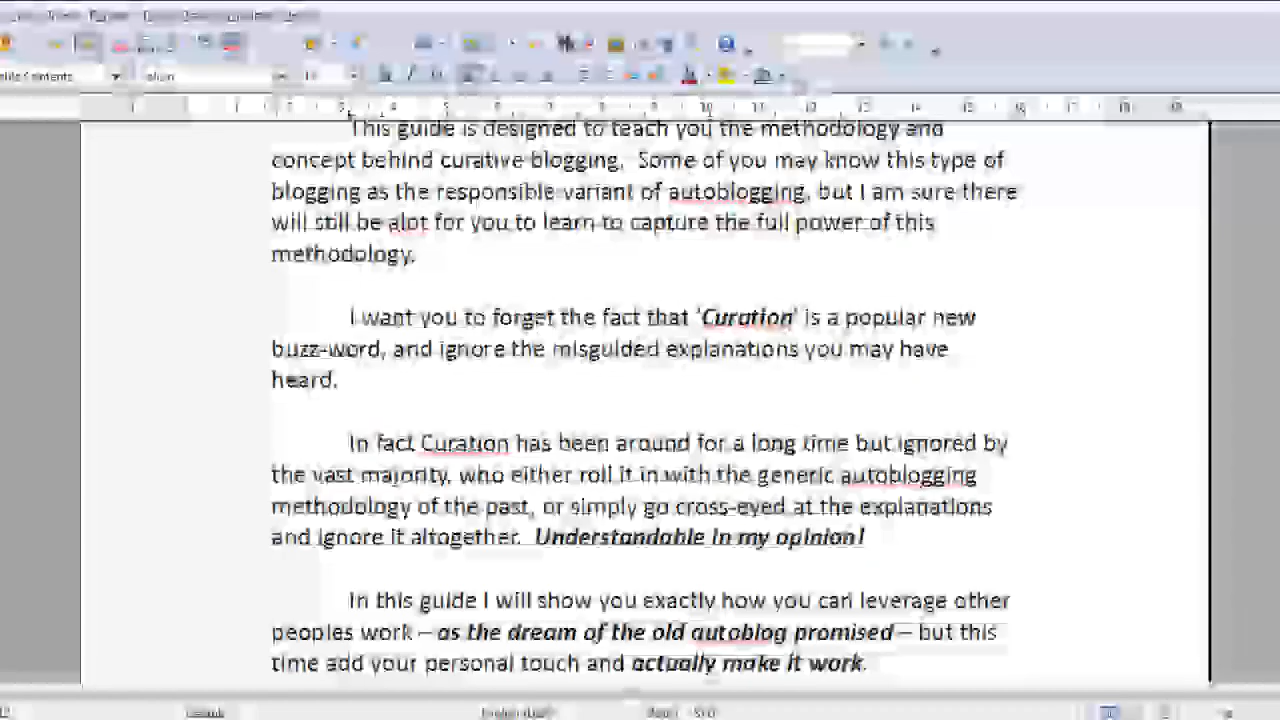 This guide is designed to teach you the methodology and
concept behind curative blogging.  Some of you may know this type of
blogging as the responsible variant of autoblogging, but I am sure there
will still be alot for you to learn to capture the full power of this
methodology.
I want you to forget the fact that 'Curation' is a popular new
buzz-word, and ignore the misguided explanations you may have
heard.
In fact Curation has been around for a long time but ignored by
the vast majority, who either roll it in with the generic autoblogging
methodology of the past, or simply go cross-eyed at the explanations
and ignore it altogether.  Understandable in my opinion!
In this guide I will show you exactly how you can leverage other
peoples work – as the dream of the old autoblog promised – but this
time add your personal touch and actually make it work.